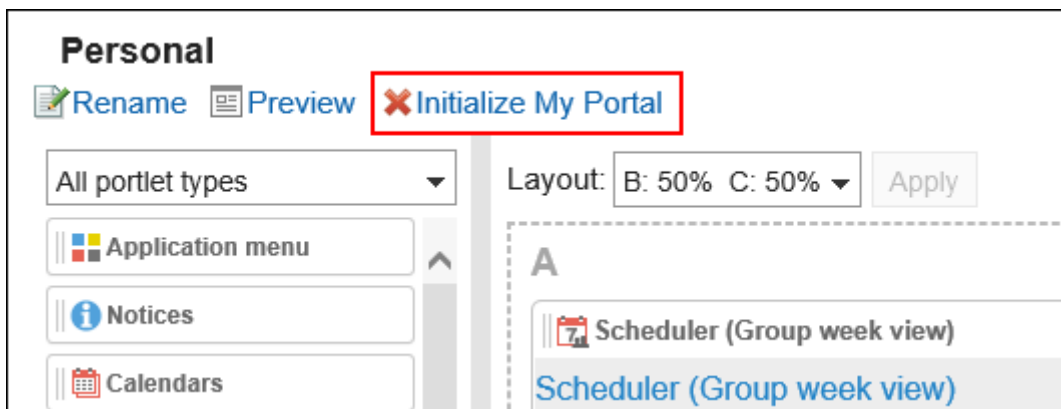 Personal
Rename Preview Initialize My Portal
All portlet types
Layout: B: 50% C: 50% Apply
Application menu
A
Notices
Scheduler (Group week view)
Calendars
Scheduler (Group week view)